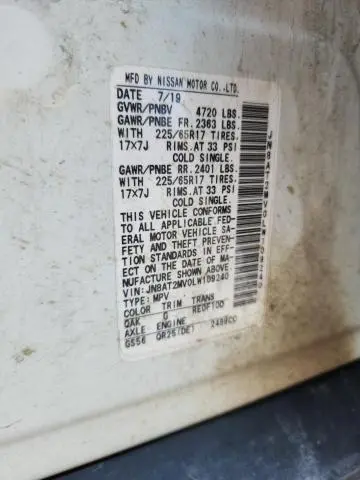 MFD BY NISSAN MOTOR CO.,LTD.
DATE 7/19
GVWR/PNBV 4720 LBS.
GAWR/PNBE FR. 2363 LBS.
WITH 225/65R17 TIRES.
17X7J RIMS.AT 33 PSI
COLD SINGLE.
GAWR/PNBE RR. 2401 LBS.
WITH 225/65R17 TIRES.
17X7J RIMS.AT 33 PSI
COLD SINGLE.
THIS VEHICLE CONFORMS
TO ALL APPLICABLE FED-
ERAL MOTOR VEHICLE SA-
FETY AND THEFT PREVEN-
TION STANDARDS IN EFF-
ECT ON THE DATE OF MA-
NUFACTURE SHOWN ABOVE.
VIN:JN8AT2MV0LW109240
TYPE:MPV
COLOR TRIM TRANS
QAK G RE0F10D
AXLE ENGINE
G556 QR25(DE) 2488CC
JN8AT2MV0LW109240